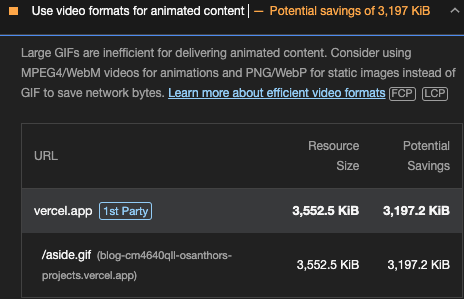 Use video formats for animated content — Potential savings of 3,197 KiB
Large GIFs are inefficient for delivering animated content. Consider using
MPEG4/WebM videos for animations and PNG/WebP for static images instead of
GIF to save network bytes. Learn more about efficient video formats FCP LCP
URL
Resource Size
Potential Savings
vercel.app 1st Party 3,552.5 KiB 3,197.2 KiB
/aside.gif (blog-cm4640qll-osanthors-
projects.vercel.app)
3,552.5 KiB 3,197.2 KiB